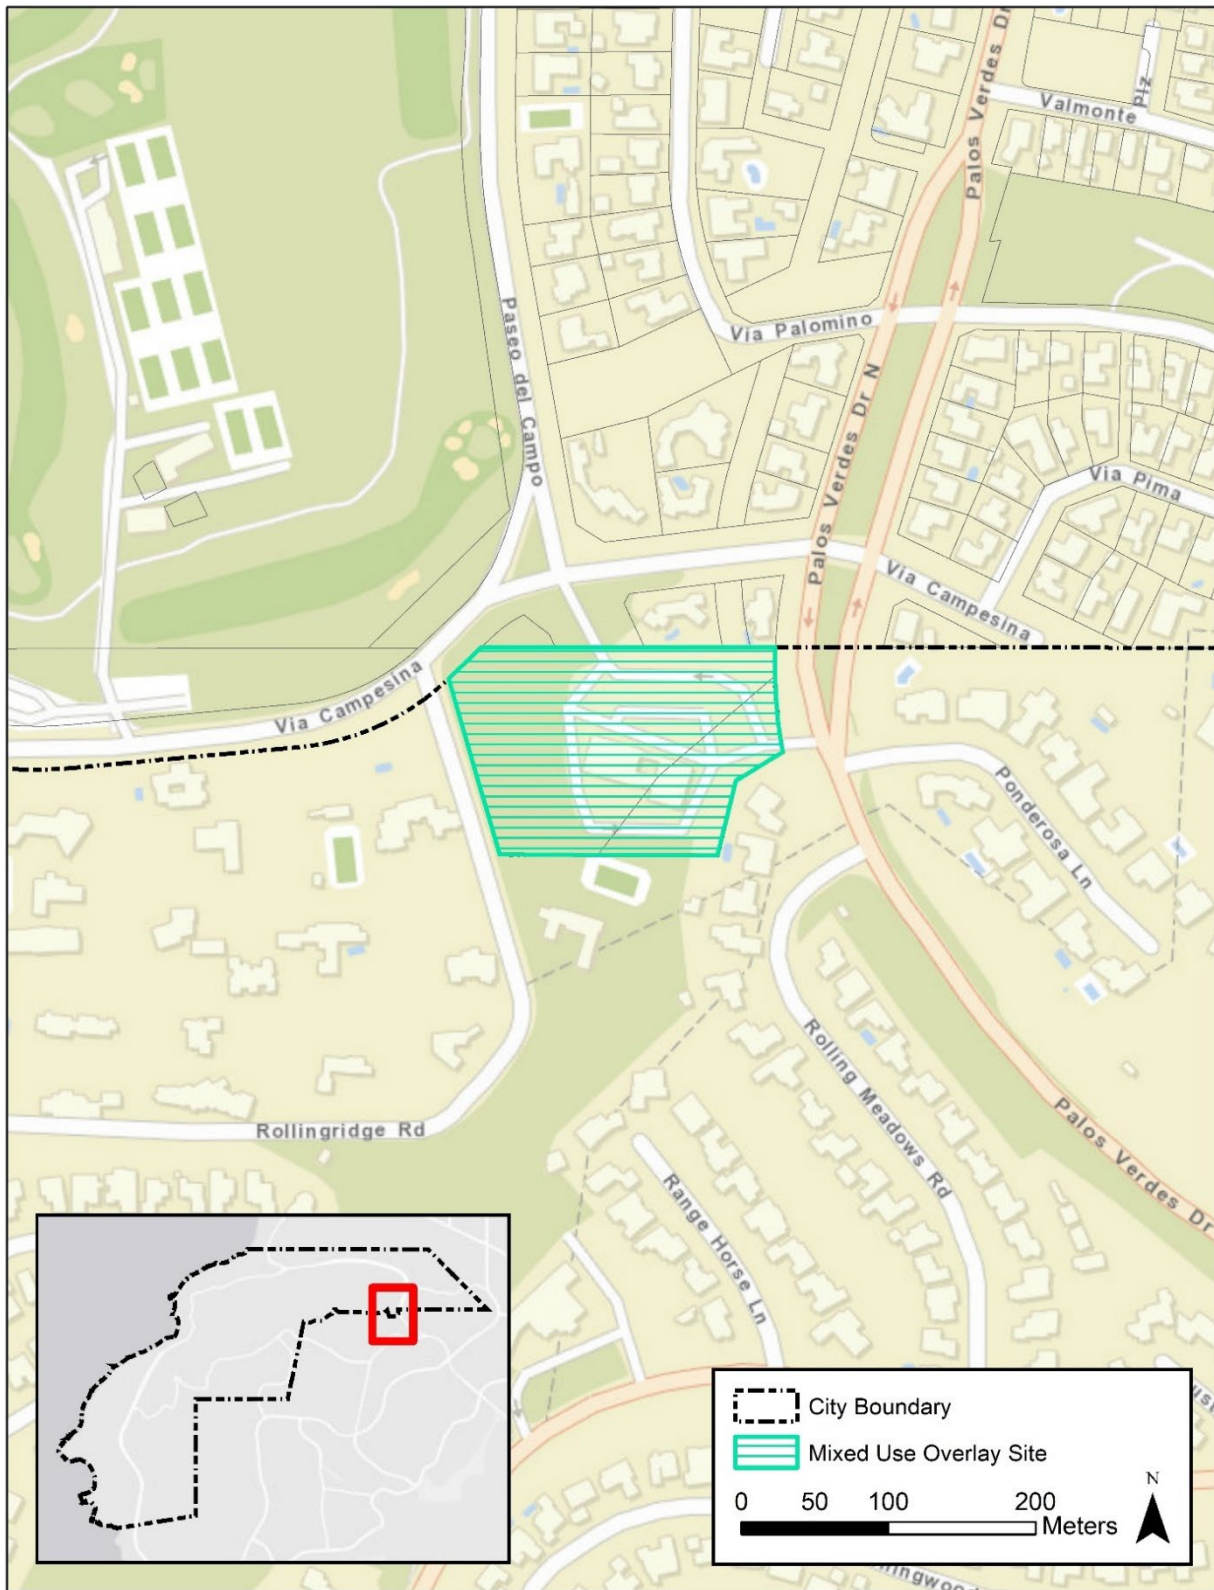 Palos Verdes Dr
Valmonte
Plz
Paseo del Campo
Via Palomino
Palos Verdes Dr N
Via Pima
Via Campesina
Via Campesina
Ponderosa Ln
Rolling Meadows Rd
Rollingridge Rd
Range Horse Ln
Palos Verdes Dr
City Boundary
Mixed Use Overlay Site
N
0 50 100 200
Meters